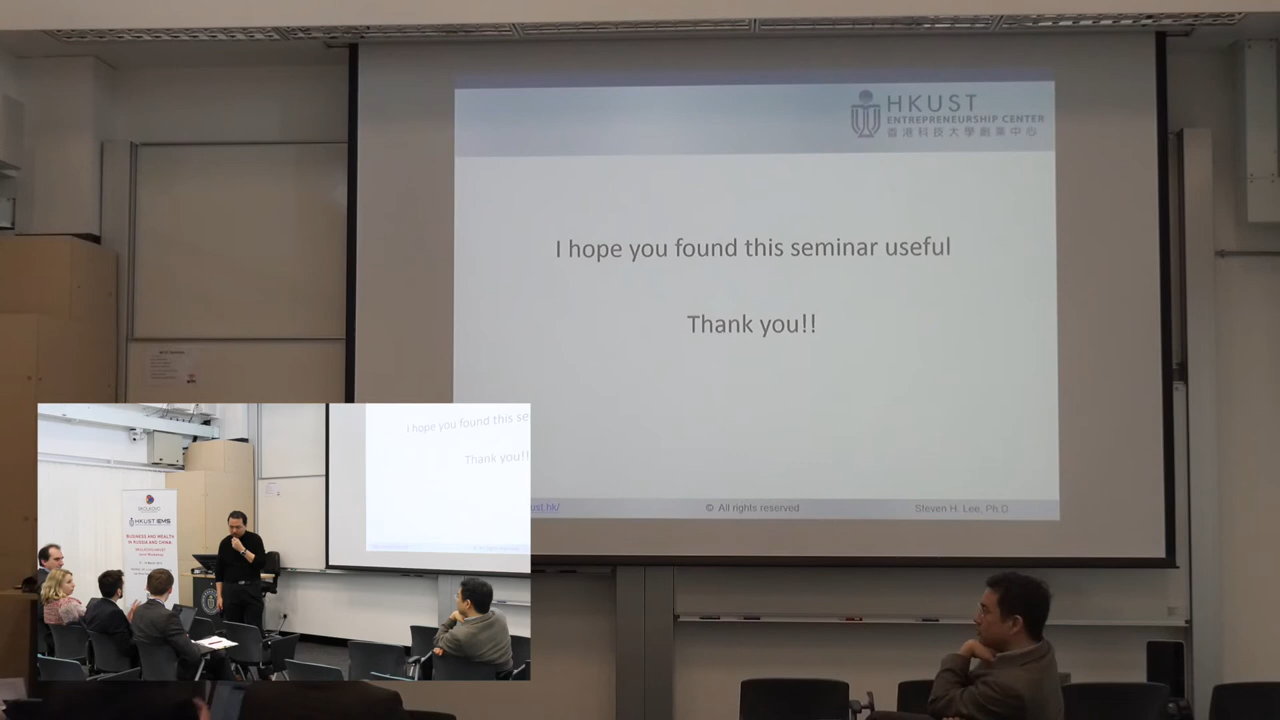 HKUST
ENTREPRENEURSHIP CENTER
香港科技大學創業中心
I hope you found this seminar useful
Thank you!!
ust.hk/
© All rights reserved
Steven H. Lee, Ph.D
I hope you found this se
Thank you!!
HKUST IEMS
BUSINESS AND WEALTH
IN RUSSIA AND CHINA: